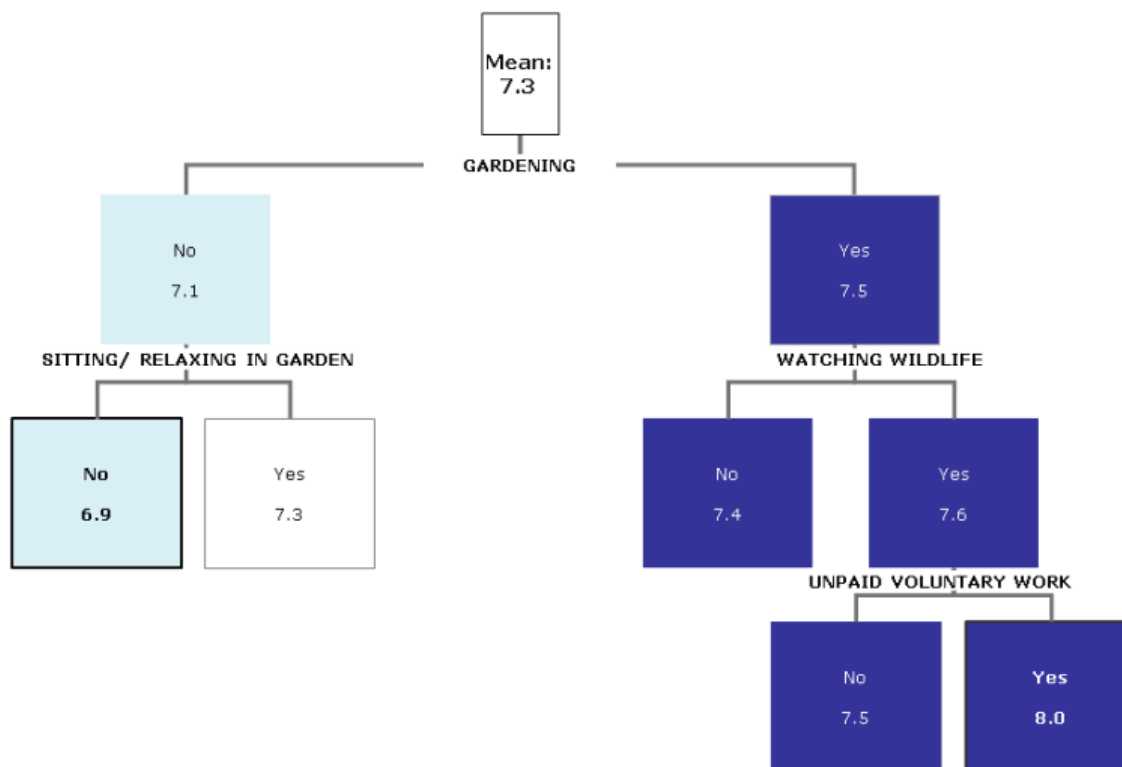 Mean:
7.3
GARDENING
No
7.1
Yes
7.5
SITTING/ RELAXING IN GARDEN
WATCHING WILDLIFE
No
6.9
Yes
7.3
No
7.4
Yes
7.6
UNPAID VOLUNTARY WORK
No
7.5
Yes
8.0